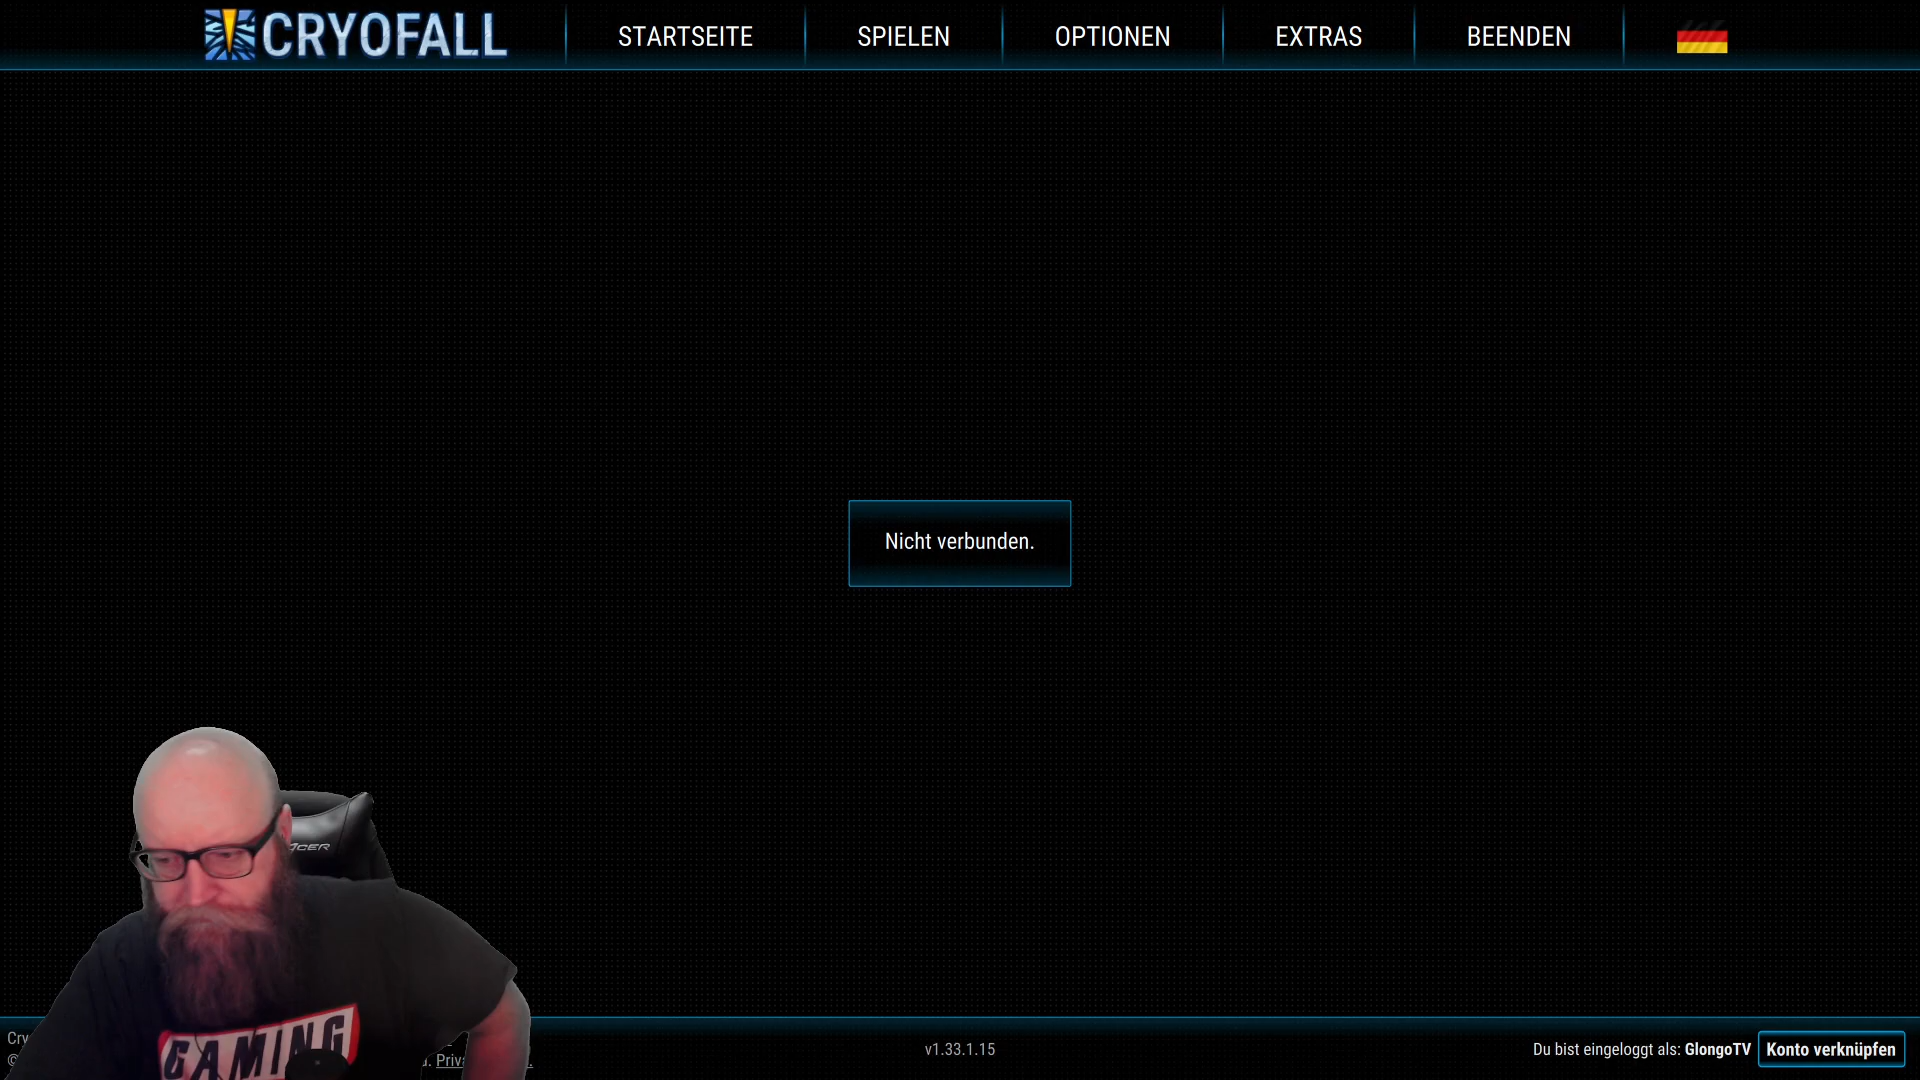 CRYOFALL
STARTSEITE
SPIELEN
OPTIONEN
EXTRAS
BEENDEN
Nicht verbunden.
GAMING
v1.33.1.15
Du bist eingeloggt als: GlongoTV
Konto verknüpfen